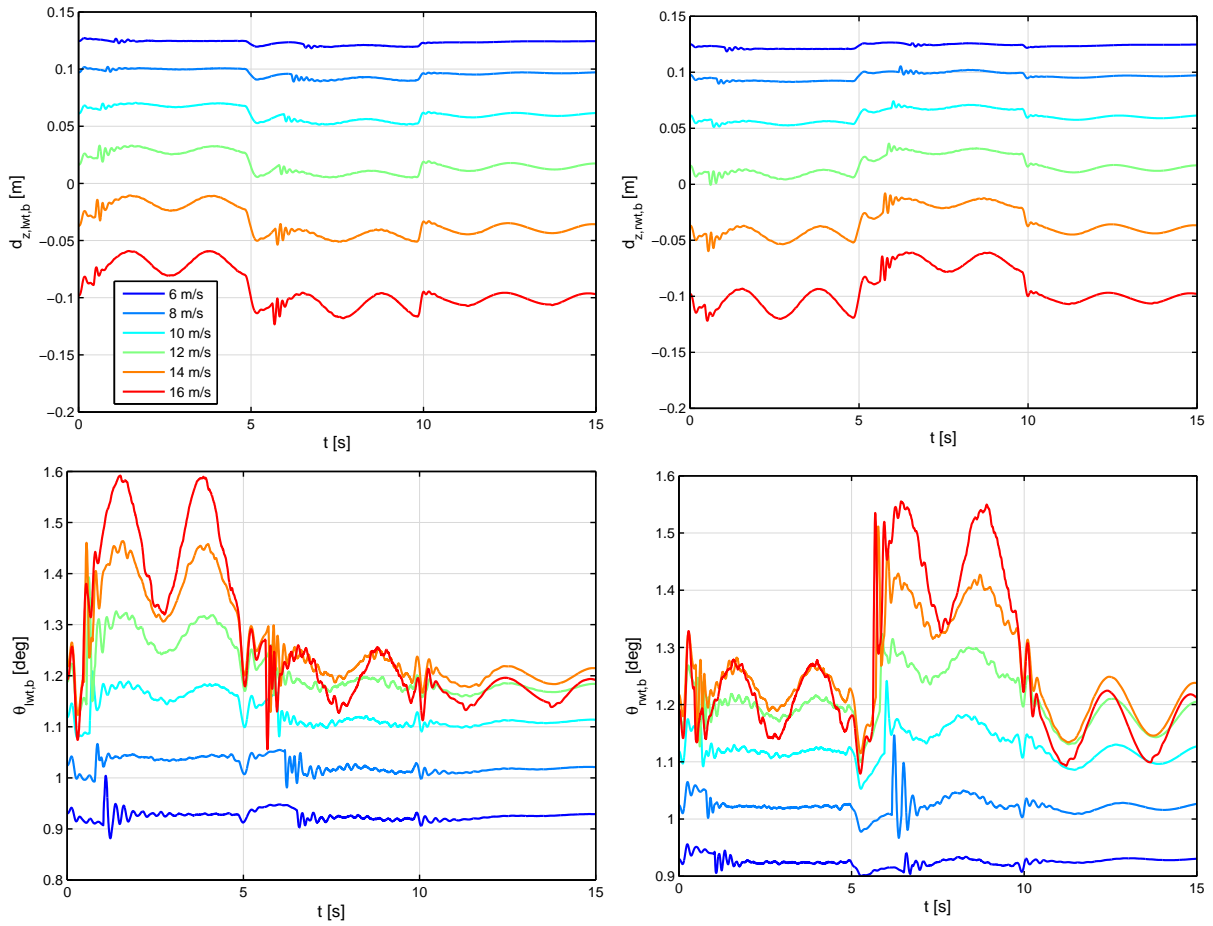 0.15
0.1
0.05
0
−0.05
−0.1
−0.15
−0.2
d_z,lwt,b [m]
0 5 10 15
t [s]
6 m/s
8 m/s
10 m/s
12 m/s
14 m/s
16 m/s
0.15
0.1
0.05
0
−0.05
−0.1
−0.15
−0.2
d_z,rwt,b [m]
0 5 10 15
t [s]
1.6
1.5
1.4
1.3
1.2
1.1
1
0.9
0.8
θ_lwt,b [deg]
0 5 10 15
t [s]
1.6
1.5
1.4
1.3
1.2
1.1
1
0.9
θ_rwt,b [deg]
0 5 10 15
t [s]